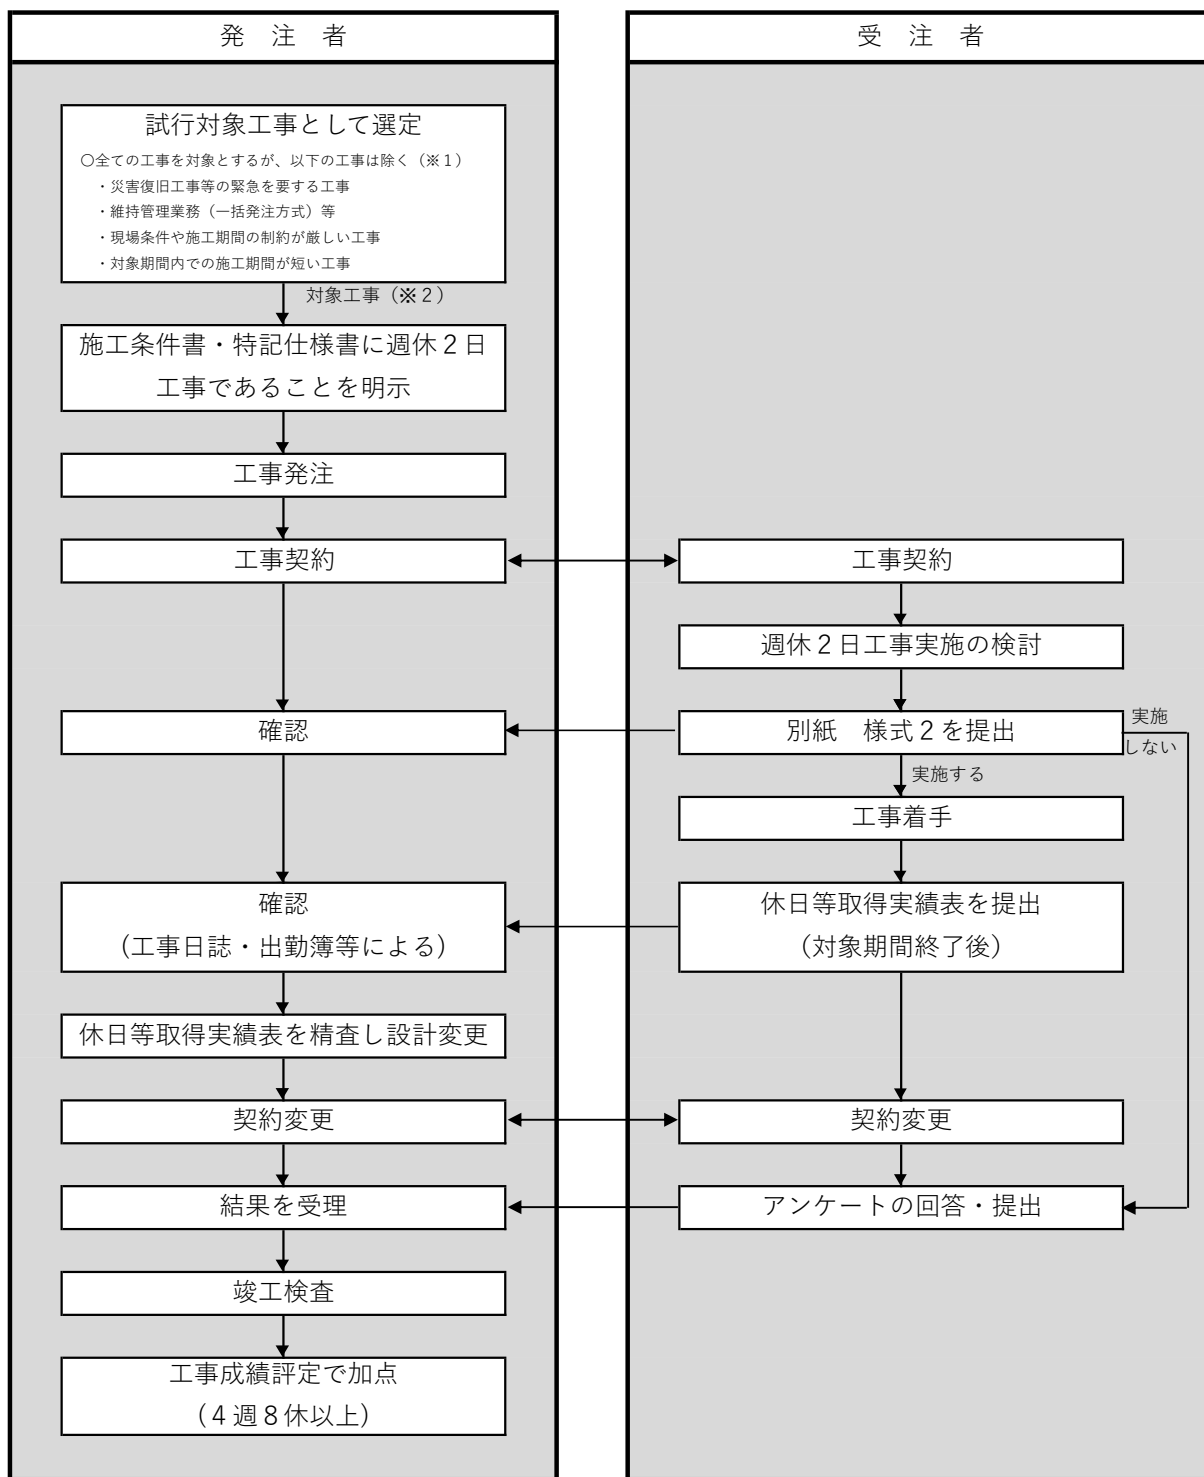 発　注　者
受　注　者
試行対象工事として選定
○全ての工事を対象とするが、以下の工事は除く（※１）
・災害復旧工事等の緊急を要する工事
・維持管理業務（一括発注方式）等
・現場条件や施工期間の制約が厳しい工事
・対象期間内での施工期間が短い工事
対象工事（※２）
施工条件書・特記仕様書に週休２日
工事であることを明示
工事発注
工事契約
工事契約
週休２日工事実施の検討
確認
別紙　様式２を提出
実施
しない
実施する
工事着手
確認
（工事日誌・出勤簿等による）
休日等取得実績表を提出
（対象期間終了後）
休日等取得実績表を精査し設計変更
契約変更
契約変更
結果を受理
アンケートの回答・提出
竣工検査
工事成績評定で加点
（４週８休以上）